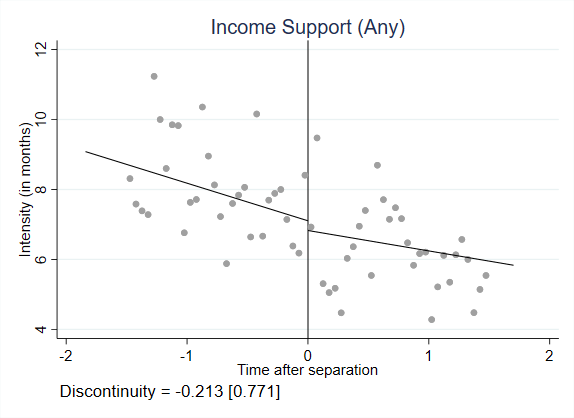 Income Support (Any)
Intensity (in months)
12
10
8
6
4
-2
-1
0
1
2
Time after separation
Discontinuity = -0.213 [0.771]